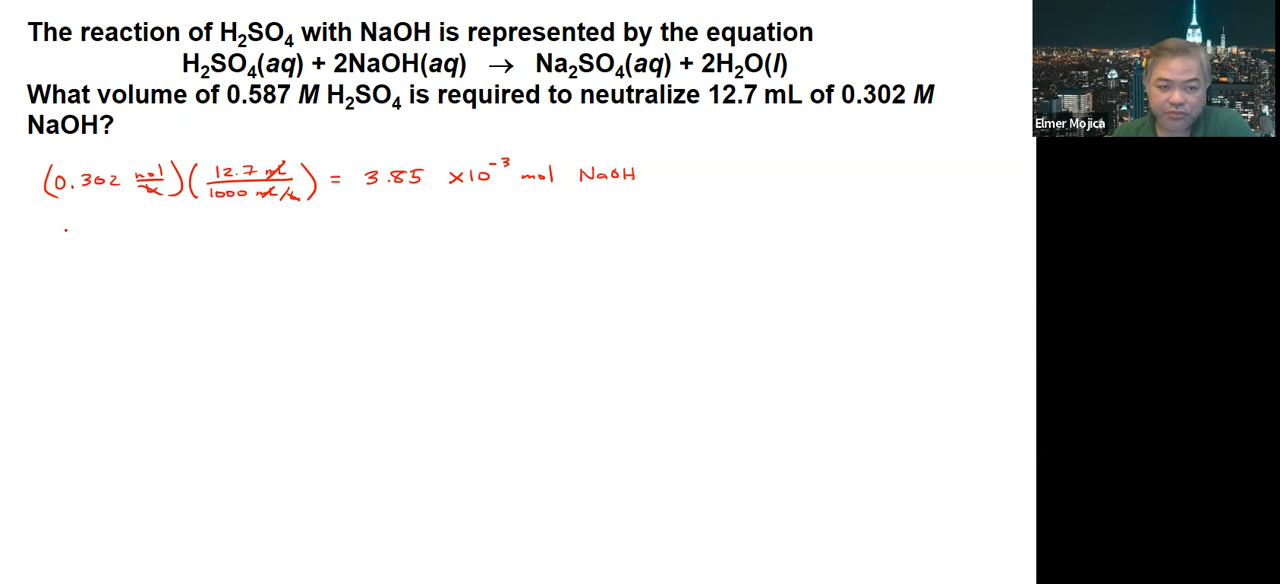 The reaction of H₂SO₄ with NaOH is represented by the equation
H₂SO₄(aq) + 2NaOH(aq) → Na₂SO₄(aq) + 2H₂O(l)
What volume of 0.587 M H₂SO₄ is required to neutralize 12.7 mL of 0.302 M
NaOH?
(0.302 mol/L)(12.7 mL / 1000 mL/L) = 3.85 ×10⁻³ mol NaOH
Elmer Mojica